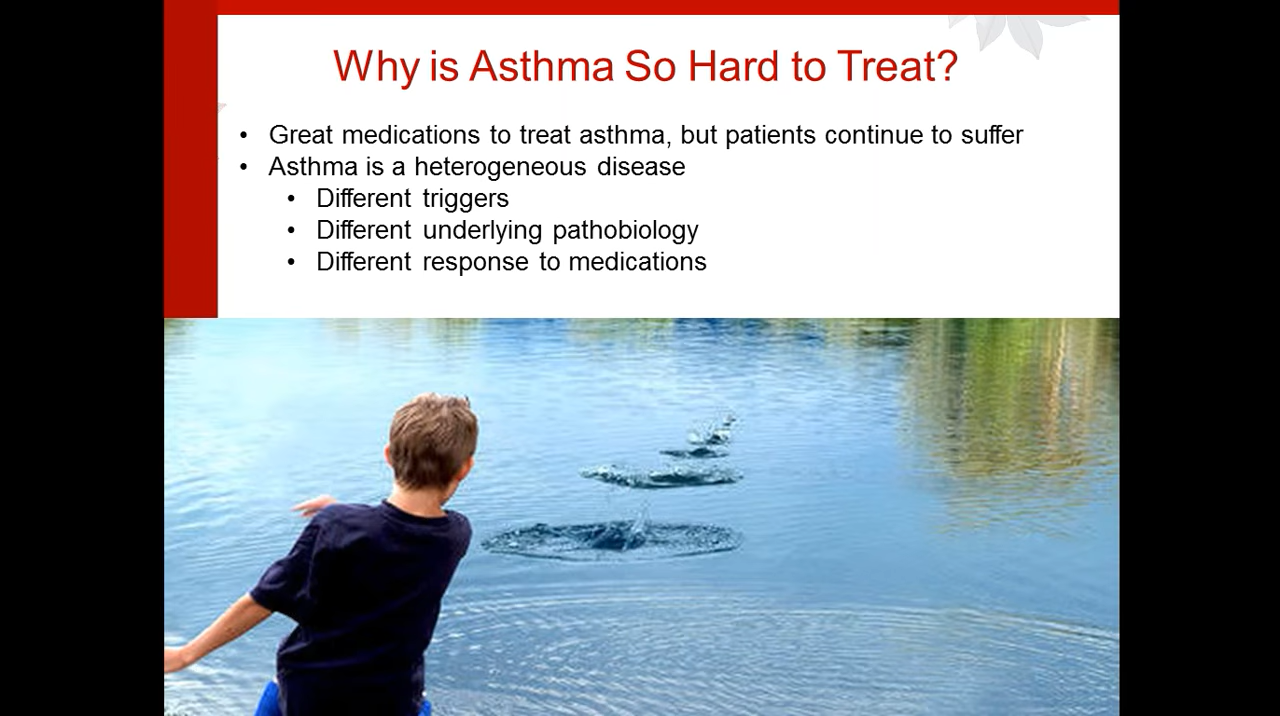 Why is Asthma So Hard to Treat?
• Great medications to treat asthma, but patients continue to suffer
• Asthma is a heterogeneous disease
• Different triggers
• Different underlying pathobiology
• Different response to medications